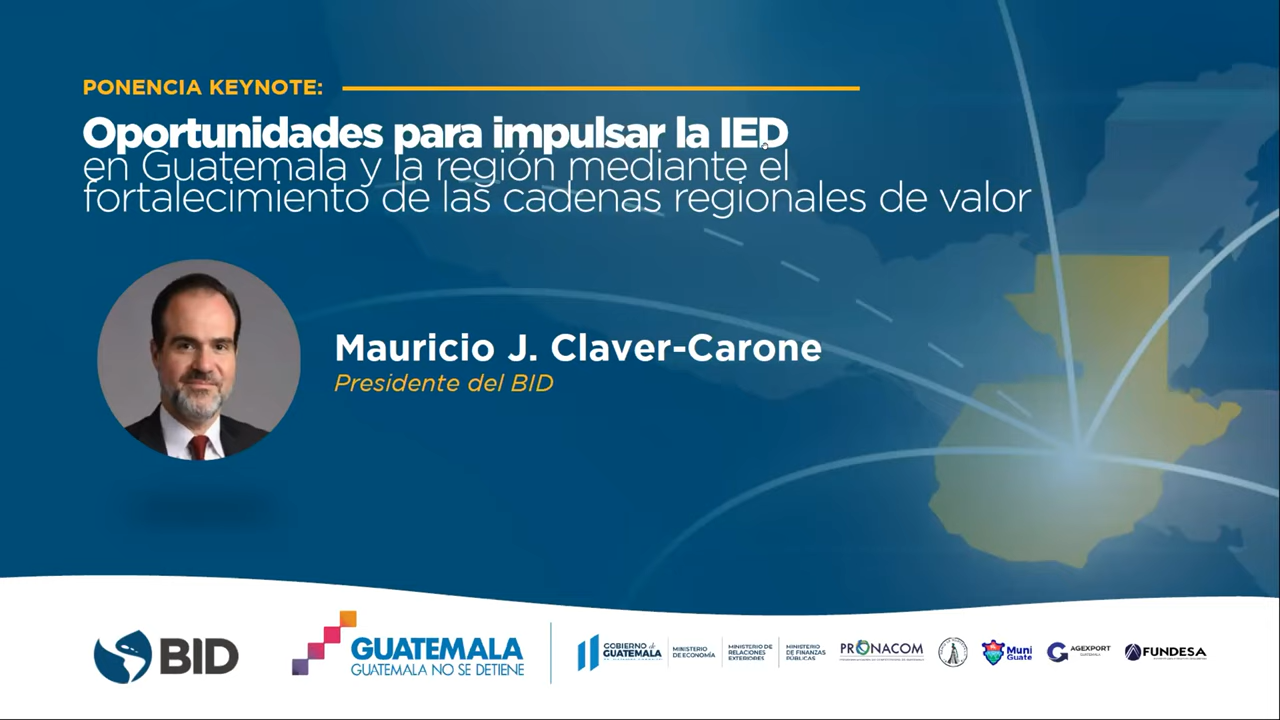 PONENCIA KEYNOTE:
Oportunidades para impulsar la IED
en Guatemala y la región mediante el
fortalecimiento de las cadenas regionales de valor
Mauricio J. Claver-Carone
Presidente del BID
BID
GUATEMALA
GUATEMALA NO SE DETIENE
GOBIERNO de
GUATEMALA
MINISTERIO
DE ECONOMÍA
MINISTERIO DE
RELACIONES
EXTERIORES
MINISTERIO
DE FINANZAS
PÚBLICAS
PRONACOM
Muni
Guate
AGEXPORT
GUATEMALA
FUNDESA